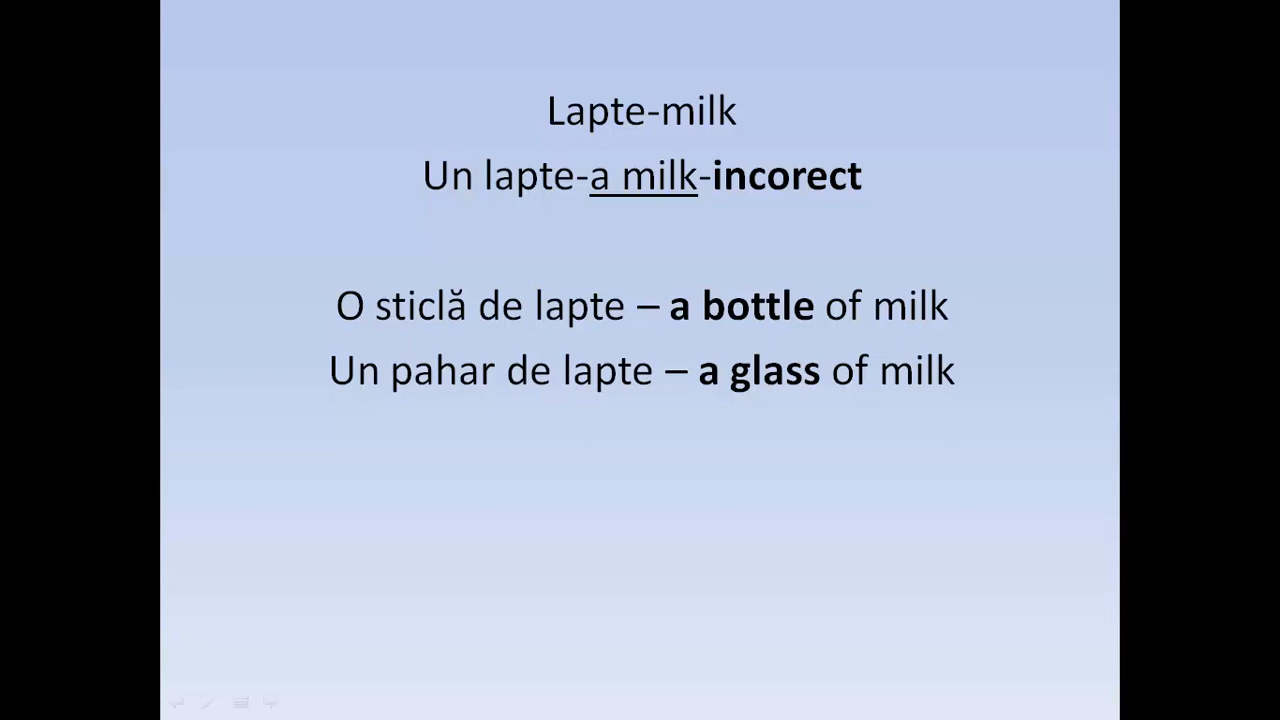 Lapte-milk
Un lapte-a milk-incorect
O sticlă de lapte – a bottle of milk
Un pahar de lapte – a glass of milk